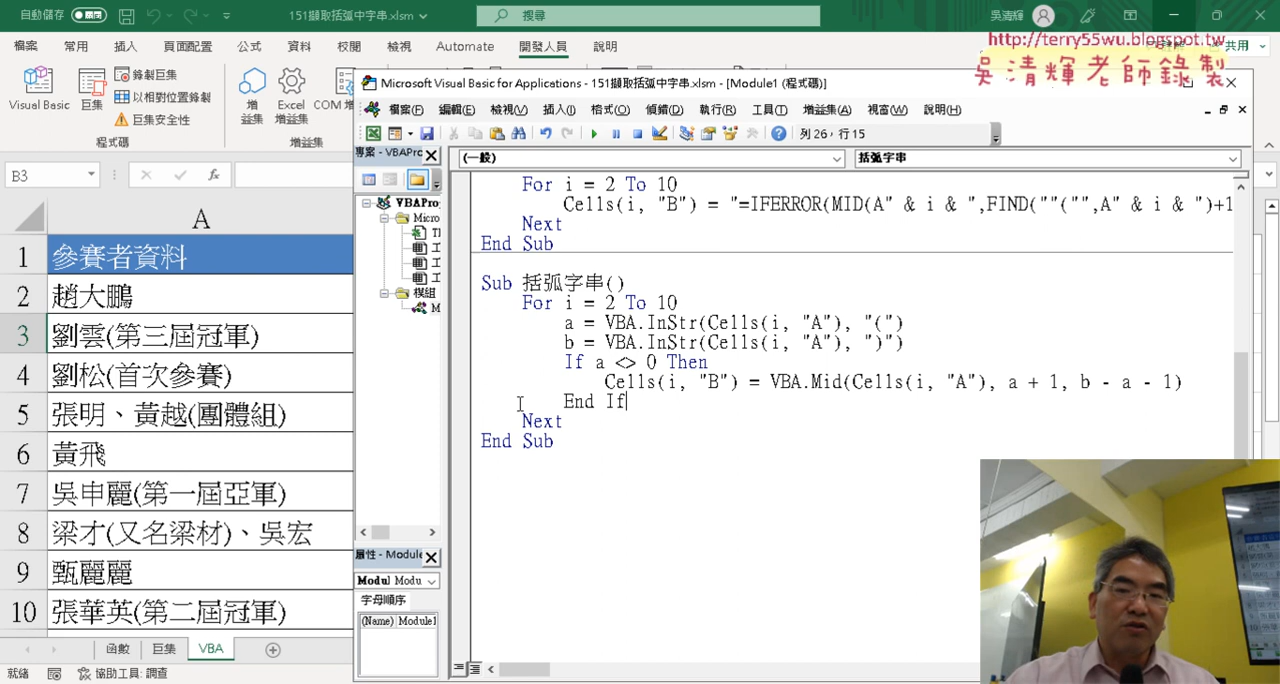 自動儲存
151擷取括弧中字串.xlsm
搜尋
吳清輝
http://terry55wu.blogspot.tw
吳清輝老師錄製
檔案 常用 插入 頁面配置 公式 資料 校閱 檢視 Automate 開發人員 說明
共用
Visual Basic 巨集 錄製巨集
以相對位置錄製
巨集安全性
程式碼
增益集 Excel 增益集 COM
增益集
B3
fx
A
1 參賽者資料
2 趙大鵬
3 劉雲(第三屆冠軍)
4 劉松(首次參賽)
5 張明、黃越(團體組)
6 黃飛
7 吳申麗(第一屆亞軍)
8 梁才(又名梁材)、吳宏
9 甄麗麗
10 張華英(第二屆冠軍)
函數 巨集 VBA
就緒 協助工具: 調查
Microsoft Visual Basic for Applications - 151擷取括弧中字串.xlsm - [Module1 (程式碼)]
檔案(F) 編輯(E) 檢視(V) 插入(I) 格式(O) 偵錯(D) 執行(R) 工具(T) 增益集(A) 視窗(W) 說明(H)
列 26，行 15
專案 - VBAPro
VBAPro
Micro
模組
屬性 - Module
Modul Modu
字母順序
(Name) Module1
(一般) 括弧字串
For i = 2 To 10
Cells(i, "B") = "=IFERROR(MID(A" & i & ",FIND(""("",A" & i & ")+1
Next
End Sub
Sub 括弧字串()
For i = 2 To 10
a = VBA.InStr(Cells(i, "A"), "(")
b = VBA.InStr(Cells(i, "A"), ")")
If a <> 0 Then
Cells(i, "B") = VBA.Mid(Cells(i, "A"), a + 1, b - a - 1)
End If
Next
End Sub